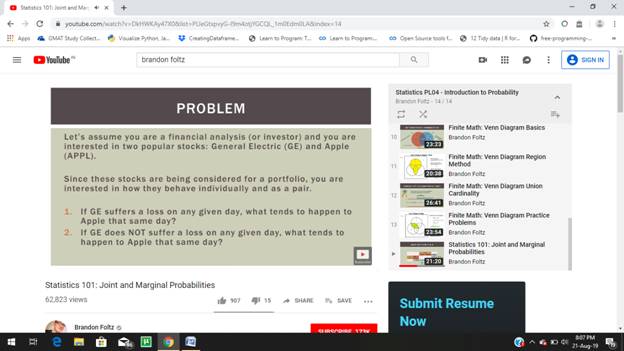 Statistics 101: Joint and Marg
youtube.com/watch?v=DkHWKAy47X0&list=PLIeGtxpvyG-I9m4otjYGCQL_1m0Edm0LA&index=14
Apps
GMAT Study Collect...
Visualize Python, Ja...
CreatingDataframe...
Learn to Program: T...
Learn to Program:...
Open Source tools f...
12 Tidy data | R for...
free-programming-...
YouTube
brandon foltz
SIGN IN
PROBLEM
Let's assume you are a financial analysis (or investor) and you are
interested in two popular stocks: General Electric (GE) and Apple
(APPL).
Since these stocks are being considered for a portfolio, you are
interested in how they behave individually and as a pair.
1. If GE suffers a loss on any given day, what tends to happen to
Apple that same day?
2. If GE does NOT suffer a loss on any given day, what tends to
happen to Apple that same day?
Statistics 101: Joint and Marginal Probabilities
62,823 views
907
15
SHARE
SAVE
Brandon Foltz
SUBSCRIBE 173K
Statistics PL04 - Introduction to Probability
Brandon Foltz - 14 / 14
10
23:23
Finite Math: Venn Diagram Basics
Brandon Foltz
11
20:38
Finite Math: Venn Diagram Region
Method
Brandon Foltz
12
26:41
Finite Math: Venn Diagram Union
Cardinality
Brandon Foltz
13
23:54
Finite Math: Venn Diagram Practice
Problems
Brandon Foltz
21:20
Statistics 101: Joint and Marginal
Probabilities
Brandon Foltz
Submit Resume
Now
8:07 PM
21-Aug-19